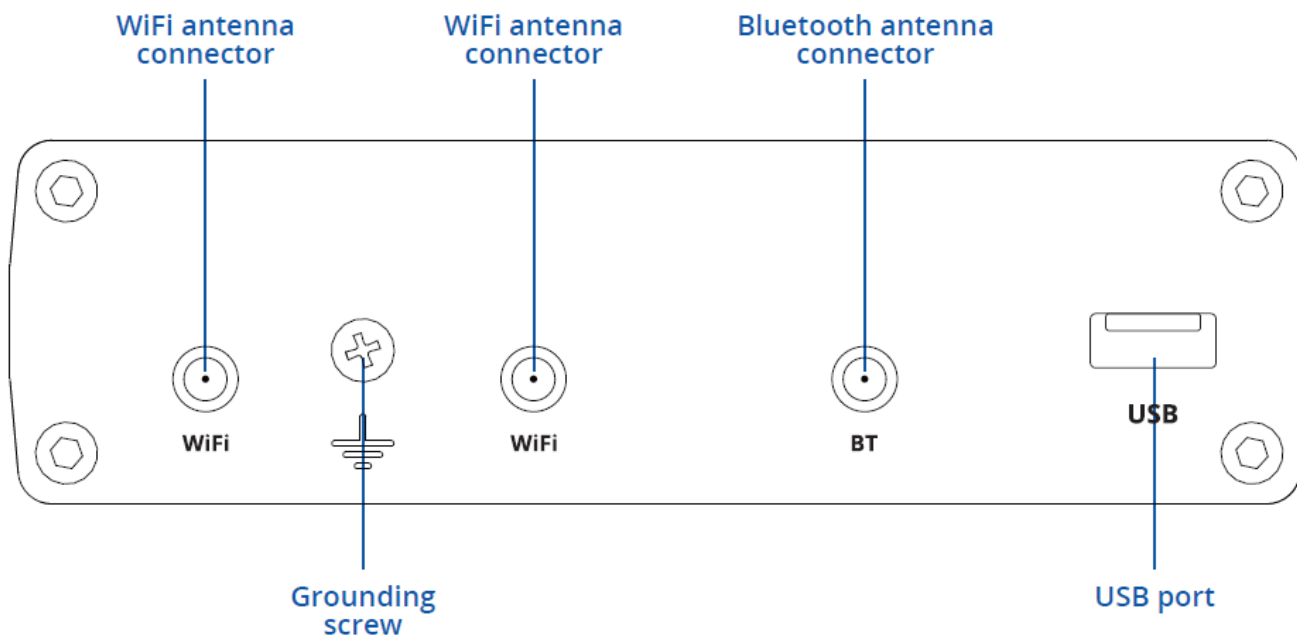 WiFi antenna
connector
WiFi antenna
connector
Bluetooth antenna
connector
WiFi
WiFi
BT
USB
Grounding
screw
USB port